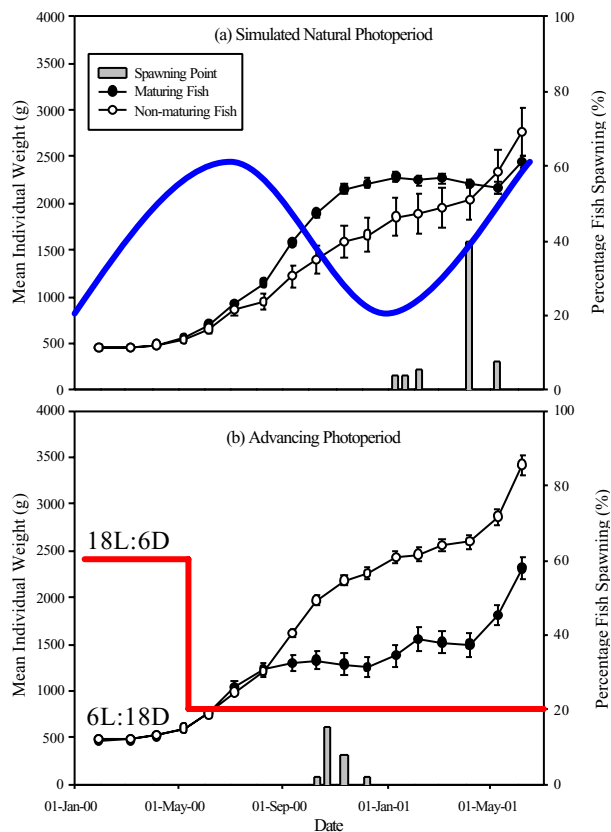 (a) Simulated Natural Photoperiod
Spawning Point
Maturing Fish
Non-maturing Fish
Mean Individual Weight (g)
4000
3500
3000
2500
2000
1500
1000
500
0
Percentage Fish Spawning (%)
100
80
60
40
20
0
(b) Advancing Photoperiod
18L:6D
6L:18D
Mean Individual Weight (g)
4000
3500
3000
2500
2000
1500
1000
500
0
Percentage Fish Spawning (%)
100
80
60
40
20
0
01-Jan-00 01-May-00 01-Sep-00 01-Jan-01 01-May-01
Date